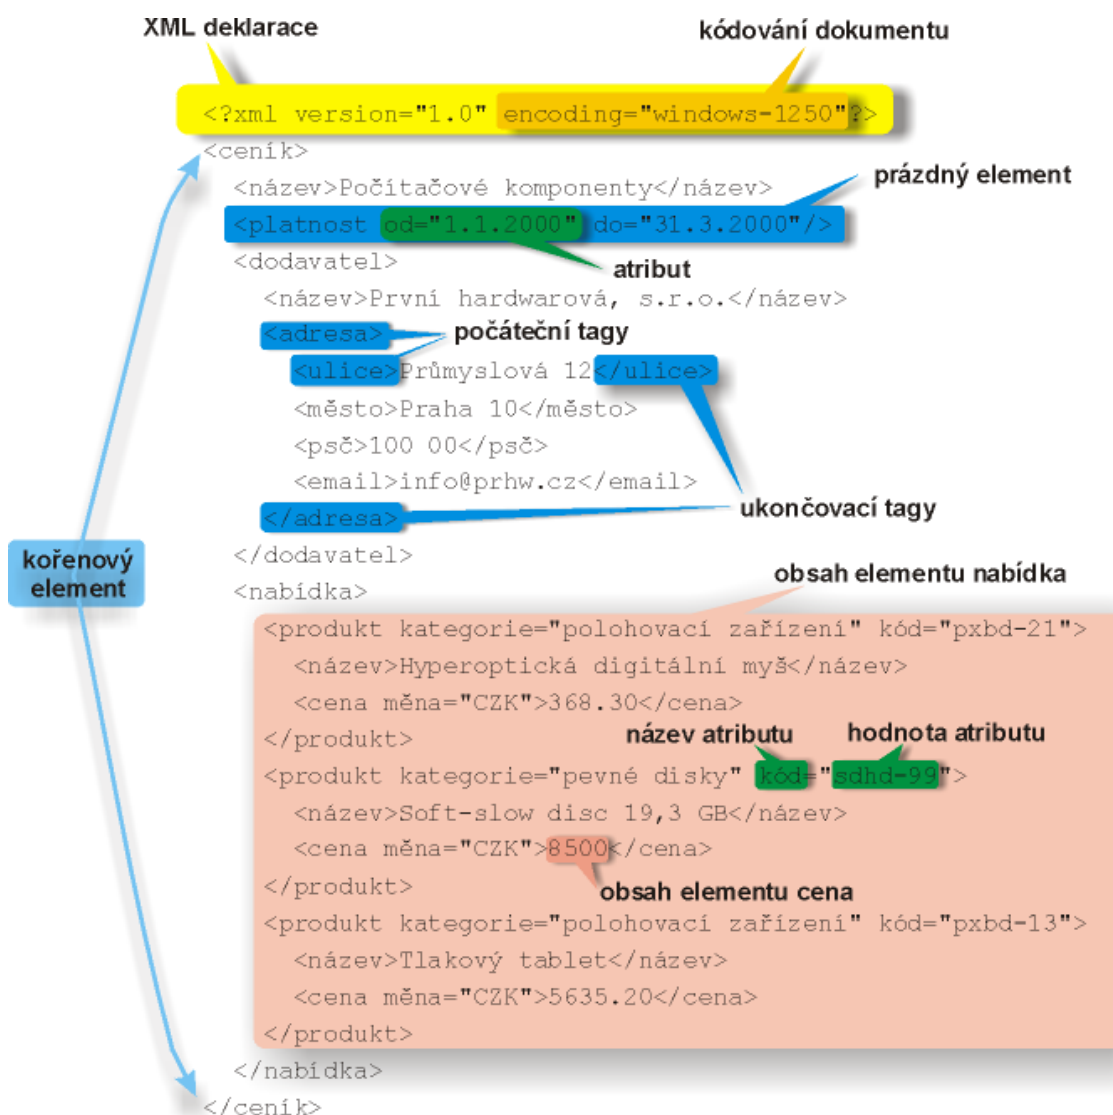 XML deklarace
kódování dokumentu
<?xml version="1.0" encoding="windows-1250"?>
<ceník>
<název>Počítačové komponenty</název>
prázdný element
<platnost od="1.1.2000" do="31.3.2000"/>
<dodavatel>
atribut
<název>První hardwarová, s.r.o.</název>
<adresa>
počáteční tagy
<ulice>Průmyslová 12</ulice>
<město>Praha 10</město>
<psč>100 00</psč>
<email>info@prhw.cz</email>
ukončovací tagy
</adresa>
</dodavatel>
kořenový
element
obsah elementu nabídka
<nabídka>
<produkt kategorie="polohovací zařízení" kód="pxbd-21">
<název>Hyperoptická digitální myš</název>
<cena měna="CZK">368.30</cena>
</produkt>
název atributu
hodnota atributu
<produkt kategorie="pevné disky" kód="sdhd-99">
<název>Soft-slow disc 19,3 GB</název>
<cena měna="CZK">8500</cena>
</produkt>
obsah elementu cena
<produkt kategorie="polohovací zařízení" kód="pxbd-13">
<název>Tlakový tablet</název>
<cena měna="CZK">5635.20</cena>
</produkt>
</nabídka>
</ceník>